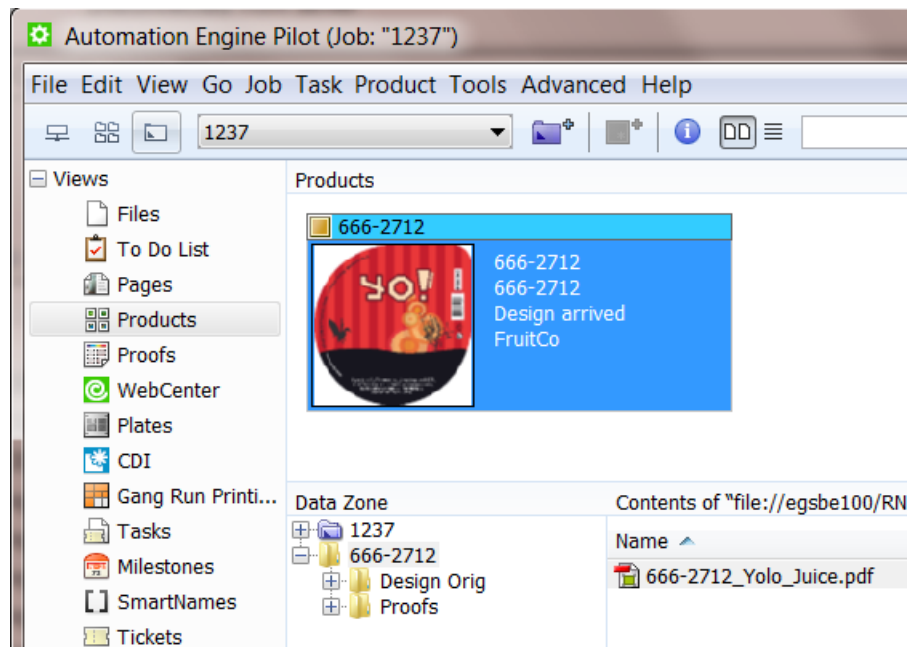 Automation Engine Pilot (Job: "1237")
File Edit View Go Job Task Product Tools Advanced Help
1237
Views
Files
To Do List
Pages
Products
Proofs
WebCenter
Plates
CDI
Gang Run Printi...
Tasks
Milestones
SmartNames
Tickets
Products
666-2712
YO!
666-2712
666-2712
Design arrived
FruitCo
Data Zone
1237
666-2712
Design Orig
Proofs
Contents of "file://egsbe100/RN
Name
666-2712_Yolo_Juice.pdf